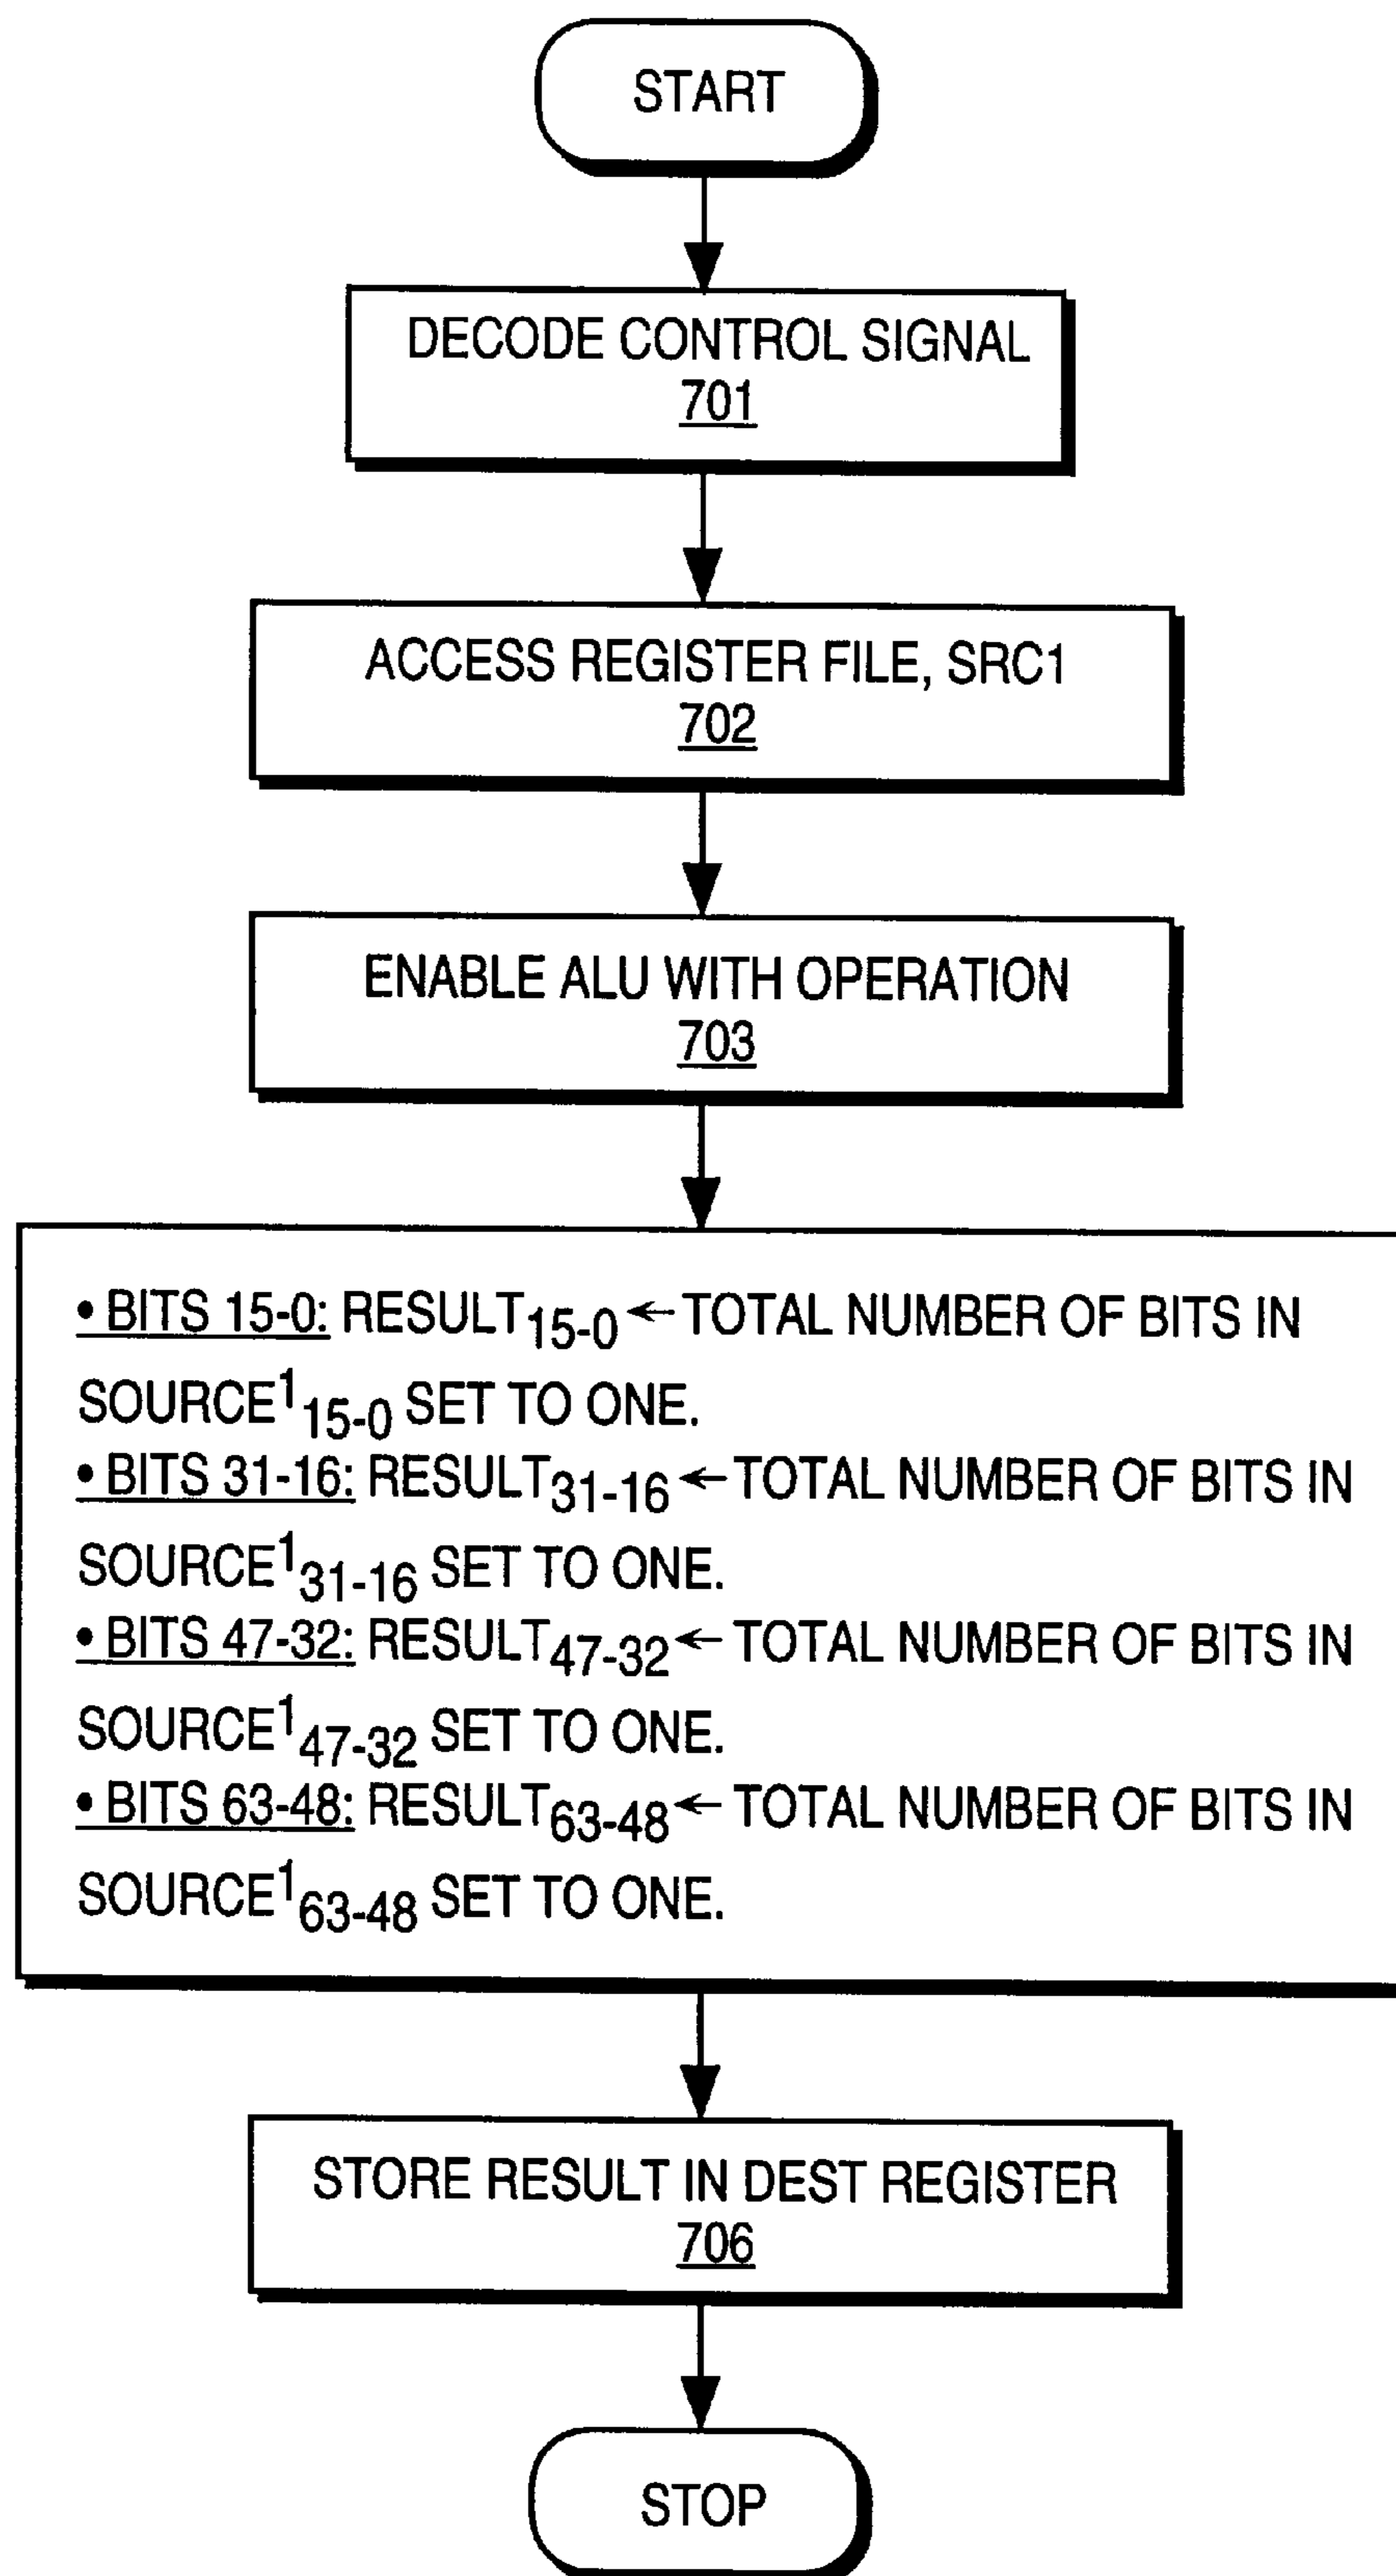 START
DECODE CONTROL SIGNAL
701
ACCESS REGISTER FILE, SRC1
702
ENABLE ALU WITH OPERATION
703
• BITS 15-0: RESULT15-0 ← TOTAL NUMBER OF BITS IN
SOURCE¹15-0 SET TO ONE.
• BITS 31-16: RESULT31-16 ← TOTAL NUMBER OF BITS IN
SOURCE¹31-16 SET TO ONE.
• BITS 47-32: RESULT47-32 ← TOTAL NUMBER OF BITS IN
SOURCE¹47-32 SET TO ONE.
• BITS 63-48: RESULT63-48 ← TOTAL NUMBER OF BITS IN
SOURCE¹63-48 SET TO ONE.
STORE RESULT IN DEST REGISTER
706
STOP